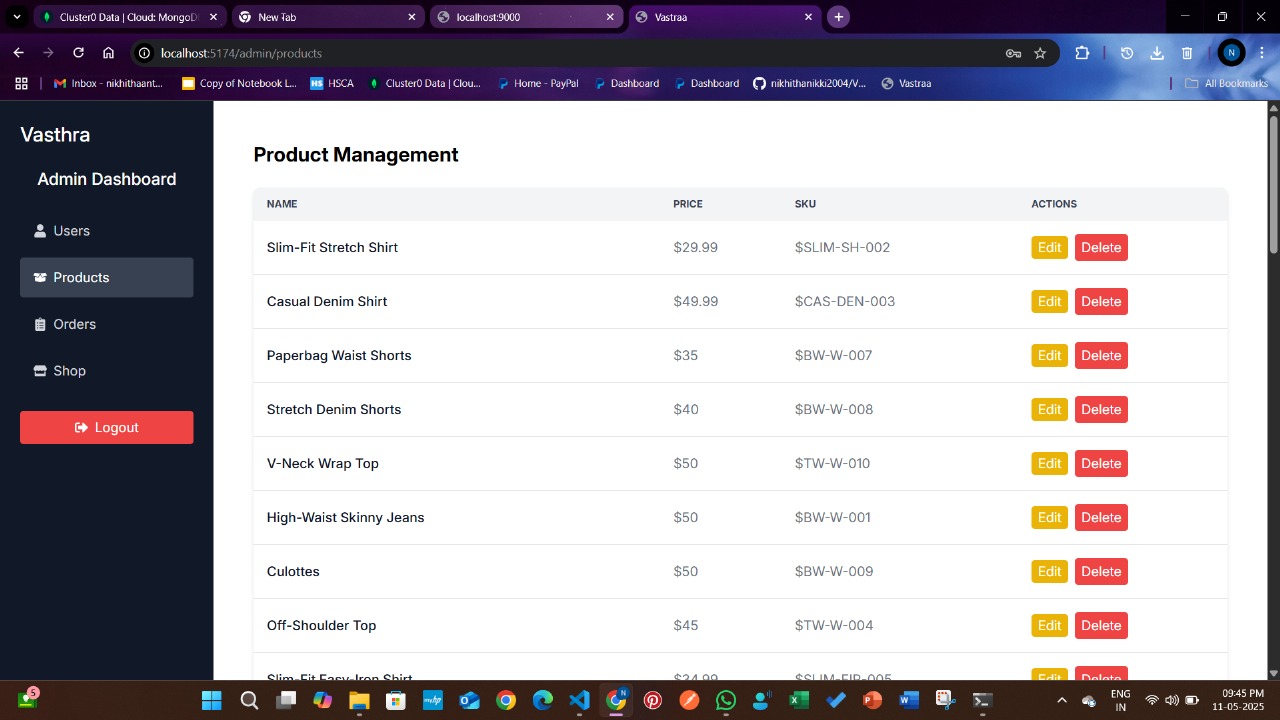 Cluster0 Data | Cloud: MongoD
New Tab
localhost:9000
Vastraa
localhost:5174/admin/products
N
Inbox - nikhithaant...
Copy of Notebook L...
HS HSCA
Cluster0 Data | Clou...
Home - PayPal
Dashboard
Dashboard
nikhithanikki2004/V...
Vastraa
All Bookmarks
Vasthra
Admin Dashboard
Users
Products
Orders
Shop
Logout
Product Management
NAME PRICE SKU ACTIONS
Slim-Fit Stretch Shirt $29.99 $SLIM-SH-002 Edit Delete
Casual Denim Shirt $49.99 $CAS-DEN-003 Edit Delete
Paperbag Waist Shorts $35 $BW-W-007 Edit Delete
Stretch Denim Shorts $40 $BW-W-008 Edit Delete
V-Neck Wrap Top $50 $TW-W-010 Edit Delete
High-Waist Skinny Jeans $50 $BW-W-001 Edit Delete
Culottes $50 $BW-W-009 Edit Delete
Off-Shoulder Top $45 $TW-W-004 Edit Delete
Slim-Fit Easy-Iron Shirt $34.99 $SLIM-EIR-005 Edit Delete
5
ENG
IN
09:45 PM
11-05-2025